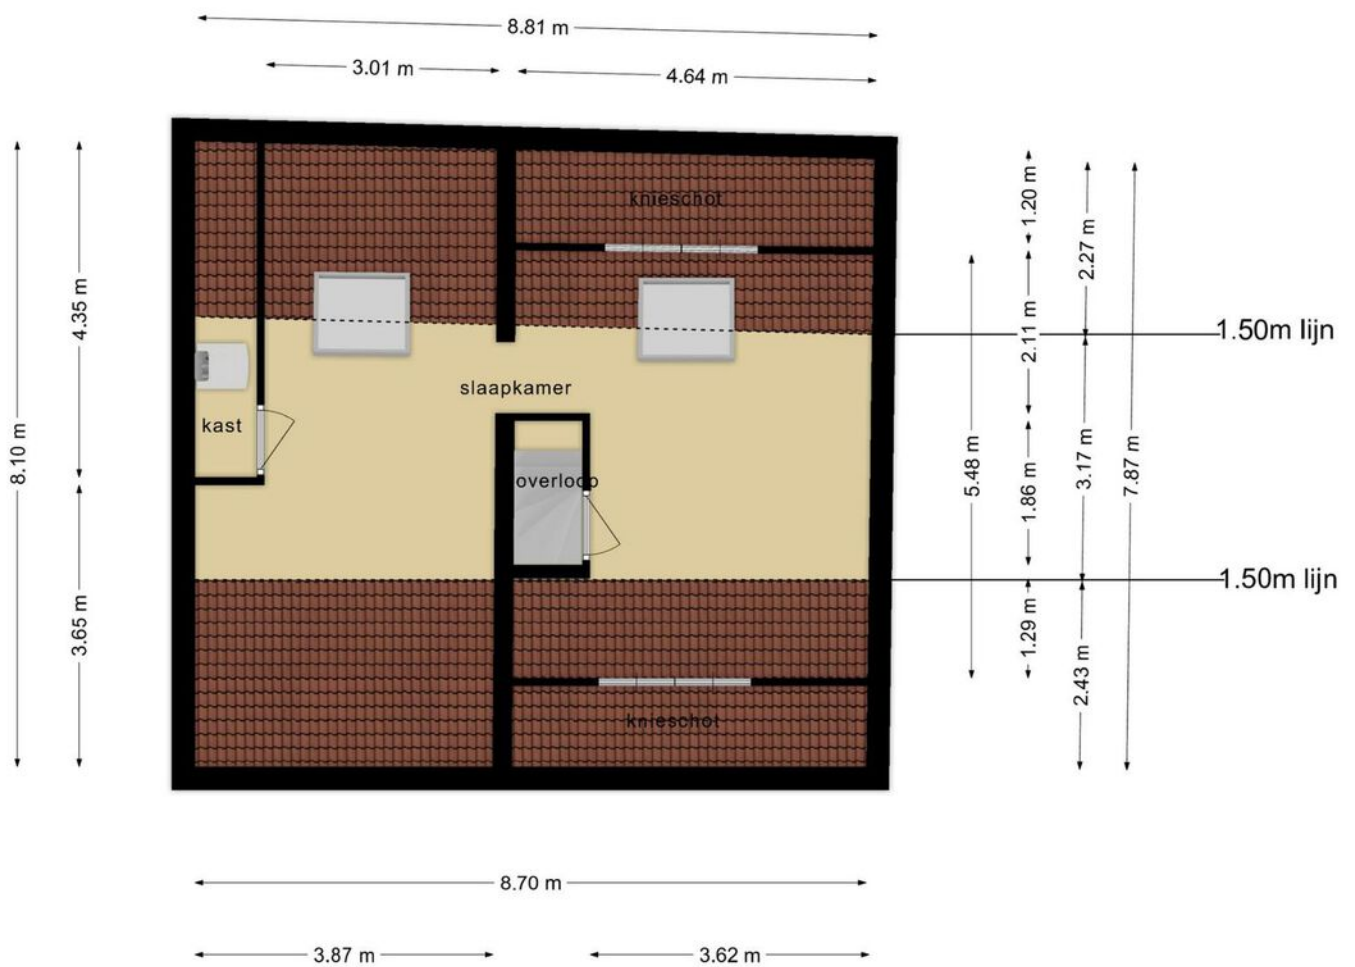 8.81 m
3.01 m
4.64 m
knieschot
1.20 m
2.27 m
4.35 m
2.11 m
1.50m lijn
slaapkamer
kast
8.10 m
5.48 m
1.86 m
3.17 m
7.87 m
overloop
1.50m lijn
3.65 m
1.29 m
2.43 m
knieschot
8.70 m
3.87 m
3.62 m